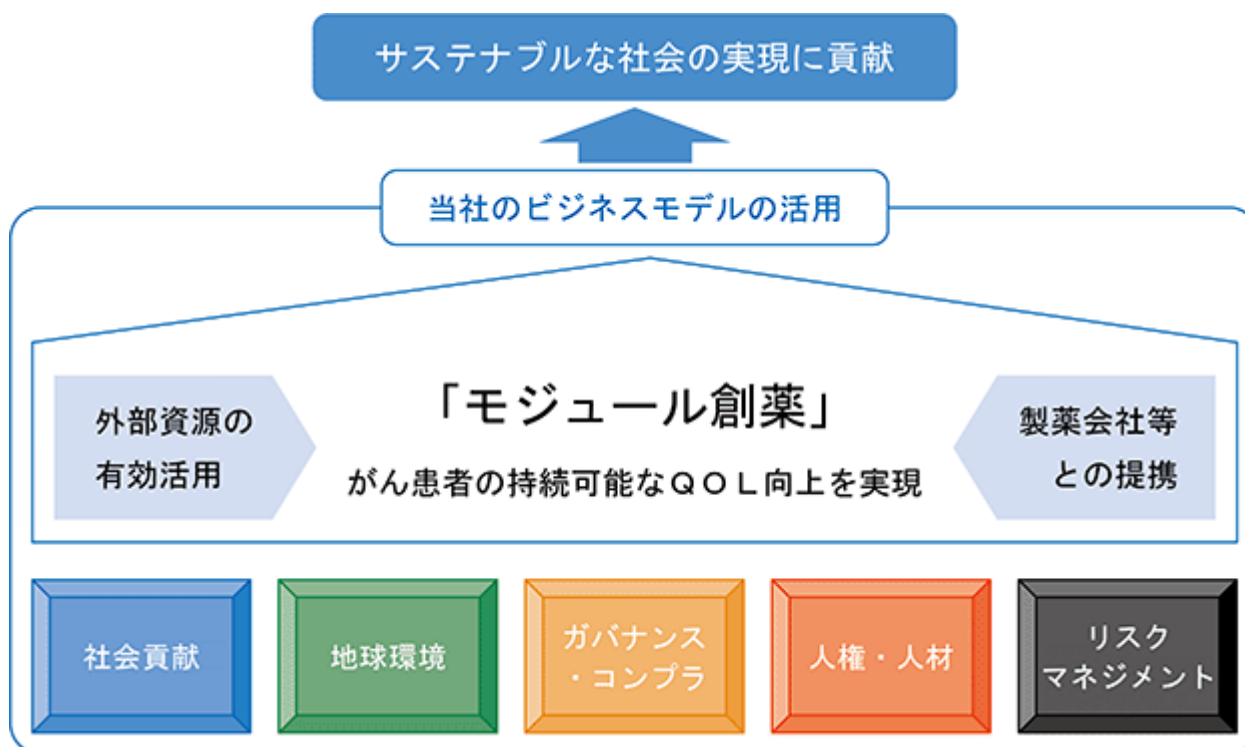 サステナブルな社会の実現に貢献
当社のビジネスモデルの活用
外部資源の
有効活用
「モジュール創薬」
がん患者の持続可能なＱＯＬ向上を実現
製薬会社等
との提携
社会貢献
地球環境
ガバナンス
・コンプラ
人権・人材
リスク
マネジメント